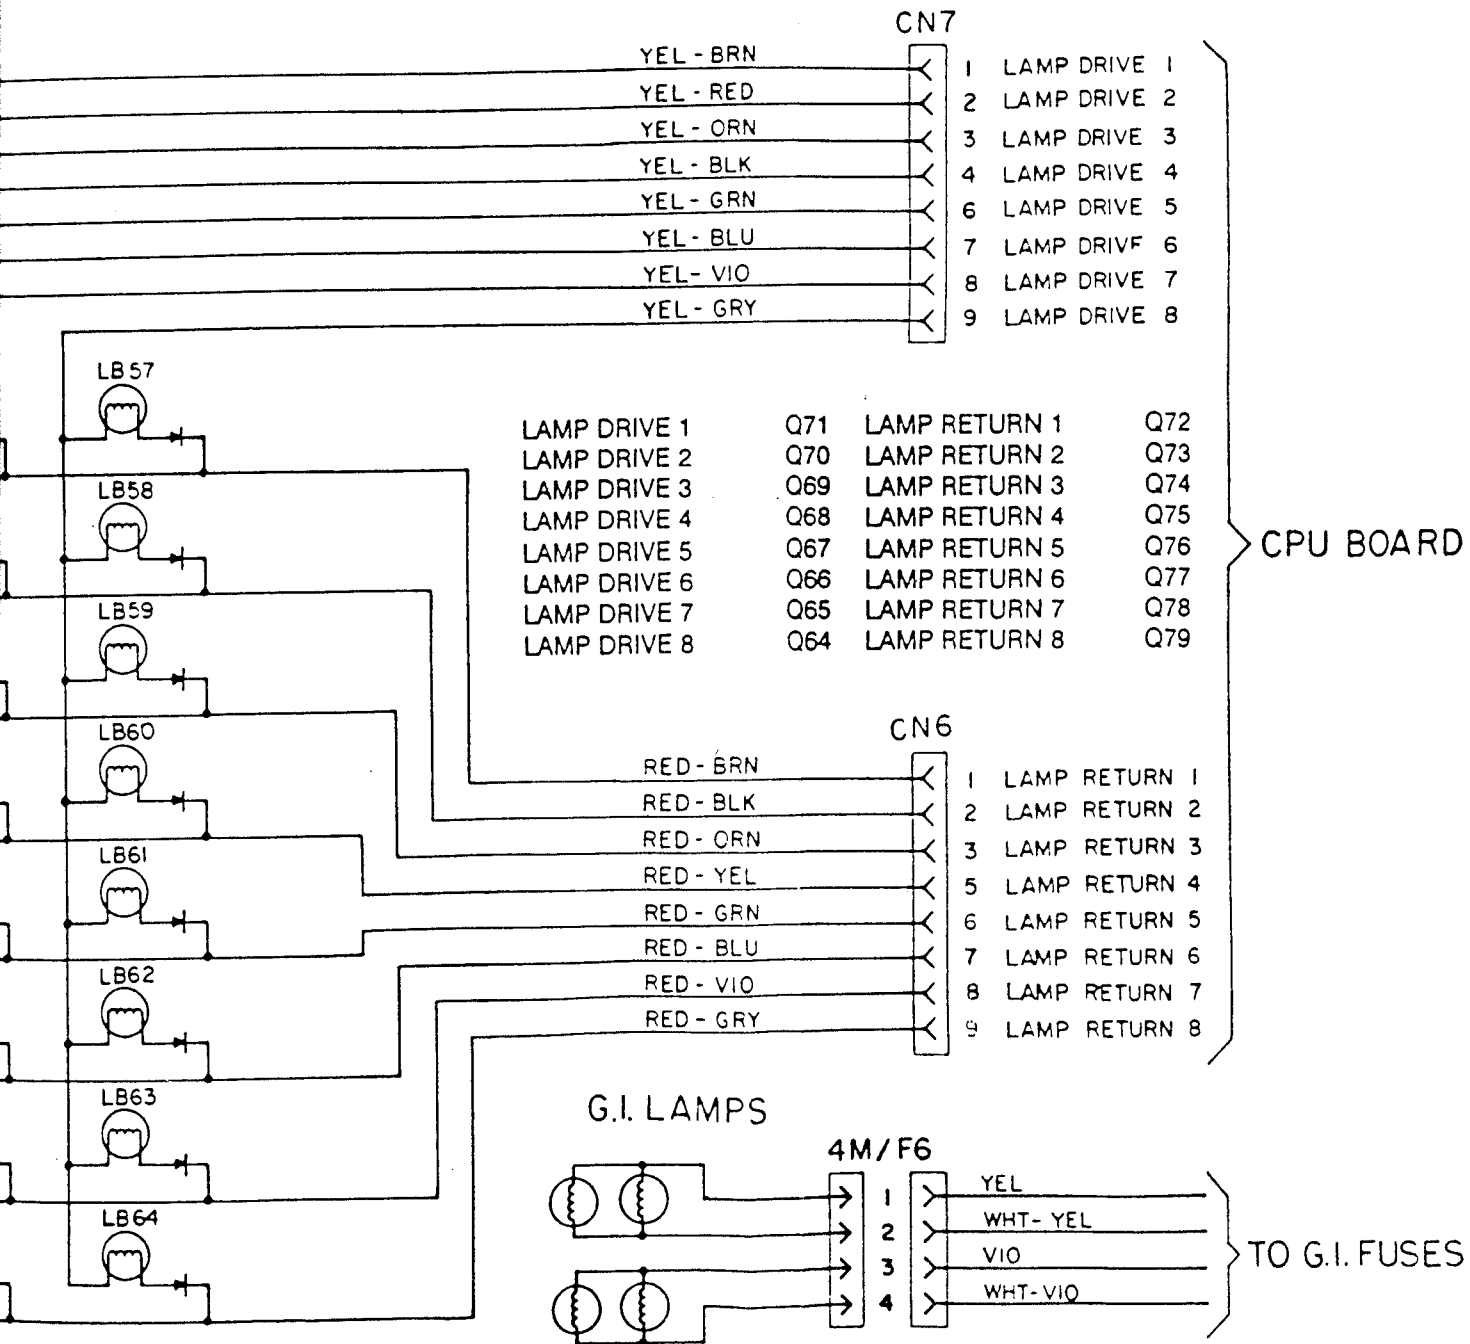 CN7
YEL - BRN 1 LAMP DRIVE 1
YEL - RED 2 LAMP DRIVE 2
YEL - ORN 3 LAMP DRIVE 3
YEL - BLK 4 LAMP DRIVE 4
YEL - GRN 6 LAMP DRIVE 5
YEL - BLU 7 LAMP DRIVE 6
YEL - VIO 8 LAMP DRIVE 7
YEL - GRY 9 LAMP DRIVE 8
LB57
LB58
LB59
LB60
LB61
LB62
LB63
LB64
LAMP DRIVE 1 Q71 LAMP RETURN 1 Q72
LAMP DRIVE 2 Q70 LAMP RETURN 2 Q73
LAMP DRIVE 3 Q69 LAMP RETURN 3 Q74
LAMP DRIVE 4 Q68 LAMP RETURN 4 Q75
LAMP DRIVE 5 Q67 LAMP RETURN 5 Q76
LAMP DRIVE 6 Q66 LAMP RETURN 6 Q77
LAMP DRIVE 7 Q65 LAMP RETURN 7 Q78
LAMP DRIVE 8 Q64 LAMP RETURN 8 Q79
CPU BOARD
CN6
RED - BRN 1 LAMP RETURN 1
RED - BLK 2 LAMP RETURN 2
RED - ORN 3 LAMP RETURN 3
RED - YEL 5 LAMP RETURN 4
RED - GRN 6 LAMP RETURN 5
RED - BLU 7 LAMP RETURN 6
RED - VIO 8 LAMP RETURN 7
RED - GRY 9 LAMP RETURN 8
G.I. LAMPS
4M/F6
1 YEL
2 WHT - YEL
3 VIO
4 WHT - VIO
TO G.I. FUSES